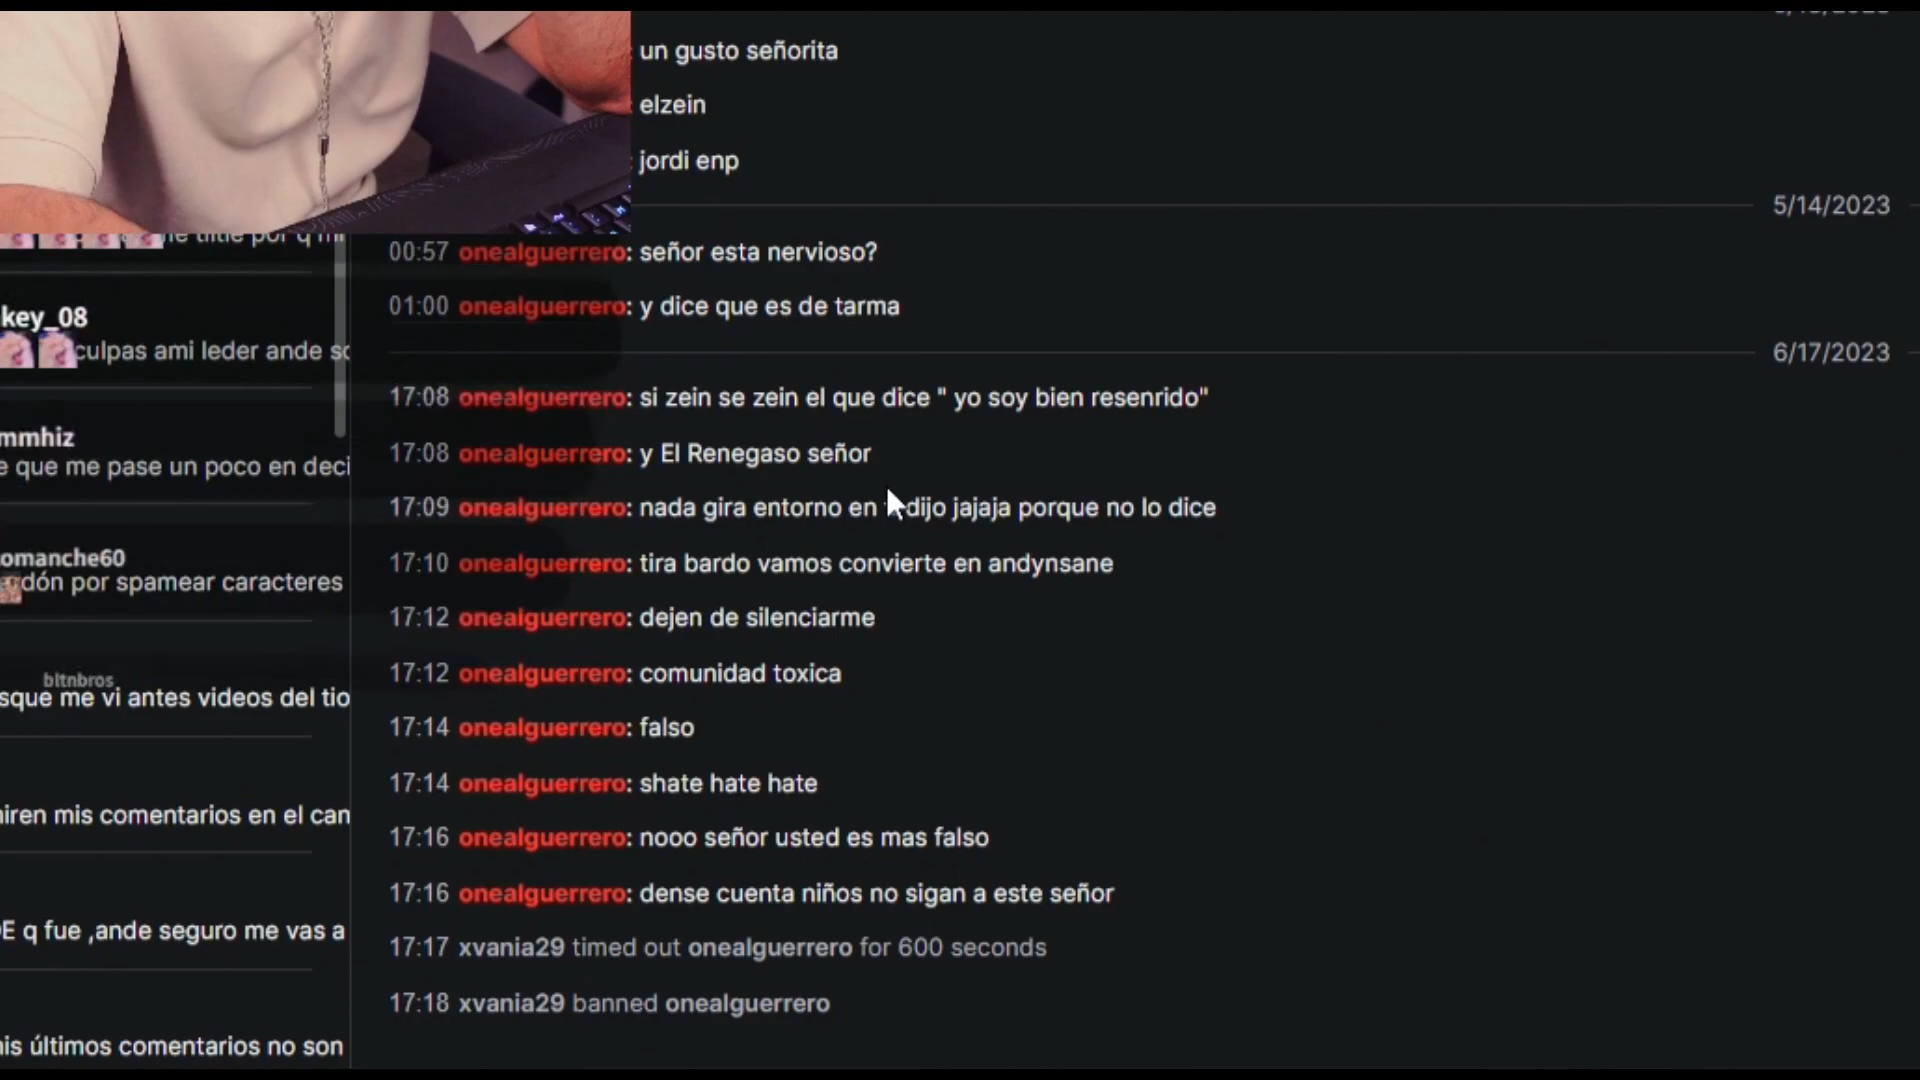 : un gusto señorita
: elzein
: jordi enp
5/14/2023
00:57 onealguerrero: señor esta nervioso?
01:00 onealguerrero: y dice que es de tarma
6/17/2023
17:08 onealguerrero: si zein se zein el que dice " yo soy bien resenrido"
17:08 onealguerrero: y El Renegaso señor
17:09 onealguerrero: nada gira entorno en dijo jajaja porque no lo dice
17:10 onealguerrero: tira bardo vamos convierte en andynsane
17:12 onealguerrero: dejen de silenciarme
17:12 onealguerrero: comunidad toxica
17:14 onealguerrero: falso
17:14 onealguerrero: shate hate hate
17:16 onealguerrero: nooo señor usted es mas falso
17:16 onealguerrero: dense cuenta niños no sigan a este señor
17:17 xvania29 timed out onealguerrero for 600 seconds
17:18 xvania29 banned onealguerrero
por q mi
key_08
culpas ami leder ande so
mmhiz
e que me pase un poco en deci
omanche60
rdón por spamear caracteres
bltnbros
sque me vi antes videos del tio
iren mis comentarios en el can
E q fue ,ande seguro me vas a
is últimos comentarios no son